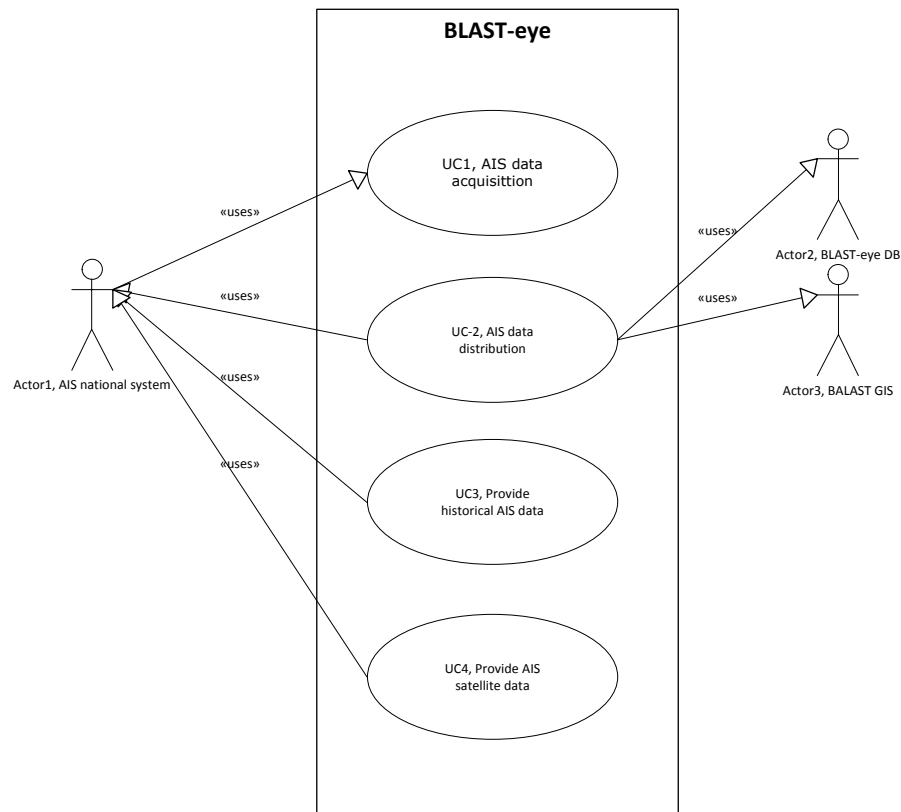 BLAST-eye
UC1, AIS data
acquisittion
«uses»
«uses»
Actor2, BLAST-eye DB
«uses»
«uses»
UC-2, AIS data
distribution
Actor1, AIS national system
«uses»
Actor3, BALAST GIS
«uses»
UC3, Provide
historical AIS data
UC4, Provide AIS
satellite data